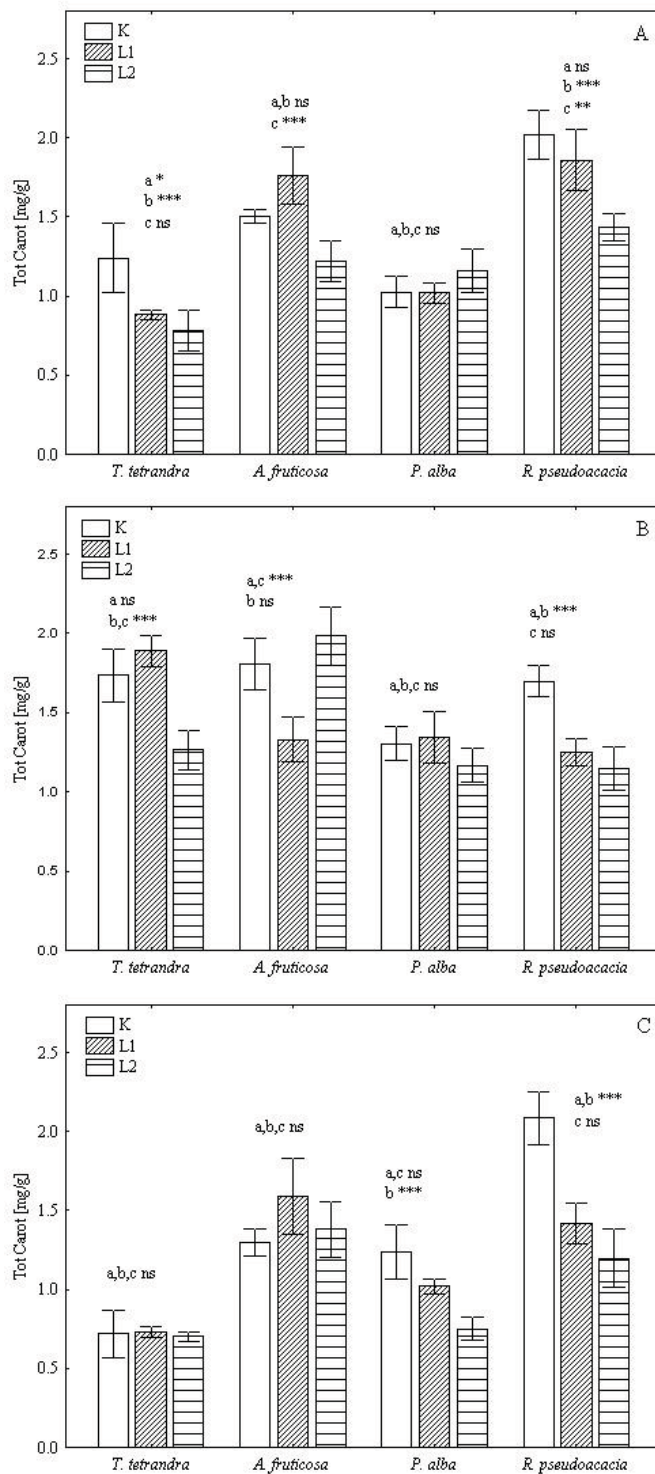 A
K
L1
L2
a *
b ***
c ns
a,b ns
c ***
a,b,c ns
a ns
b ***
c **
Tot Carot [mg/g]
2.5
2.0
1.5
1.0
0.5
0.0
T. tetrandra
A. fruticosa
P. alba
R. pseudoacacia
B
K
L1
L2
a ns
b,c ***
a,c ***
b ns
a,b,c ns
a,b ***
c ns
Tot Carot [mg/g]
2.5
2.0
1.5
1.0
0.5
0.0
T. tetrandra
A. fruticosa
P. alba
R. pseudoacacia
C
K
L1
L2
a,b,c ns
a,b,c ns
a,c ns
b ***
a,b ***
c ns
Tot Carot [mg/g]
2.5
2.0
1.5
1.0
0.5
0.0
T. tetrandra
A. fruticosa
P. alba
R. pseudoacacia